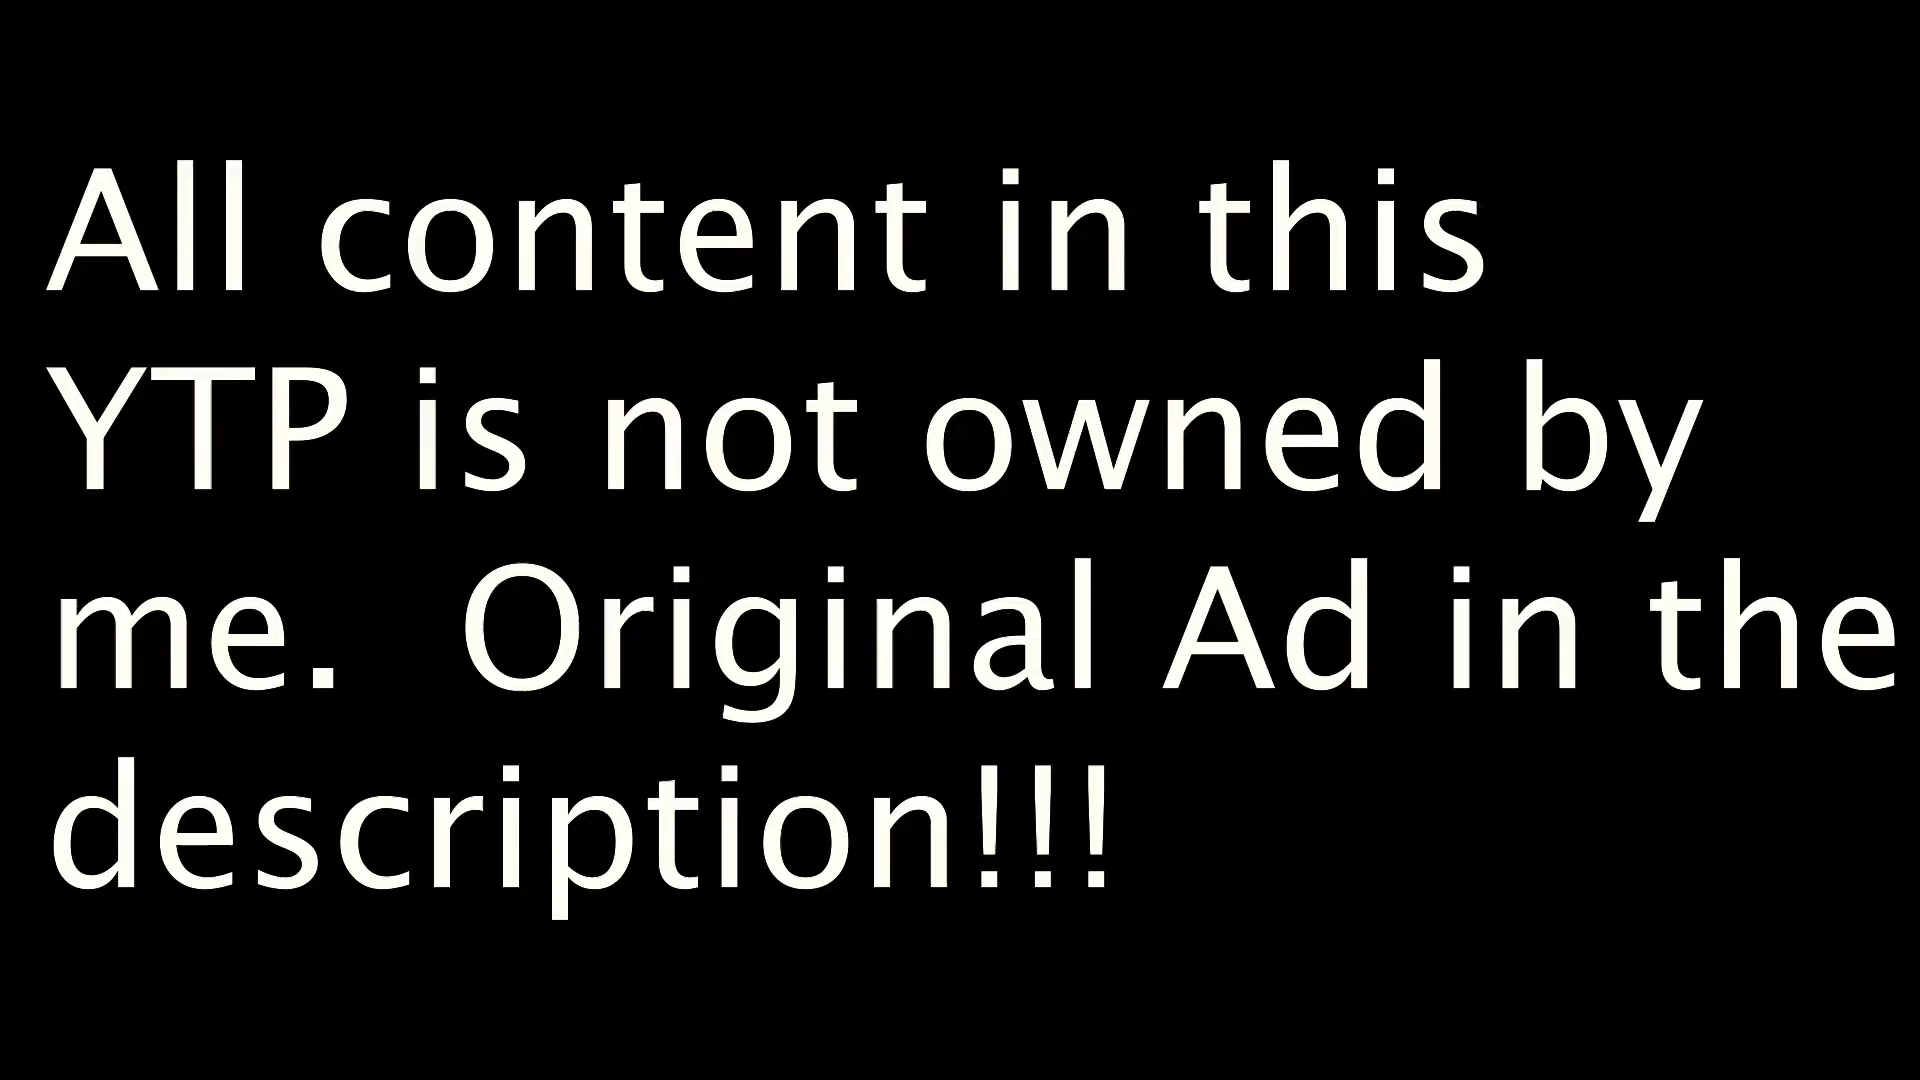 All content in this
YTP is not owned by
me.  Original Ad in the
description!!!